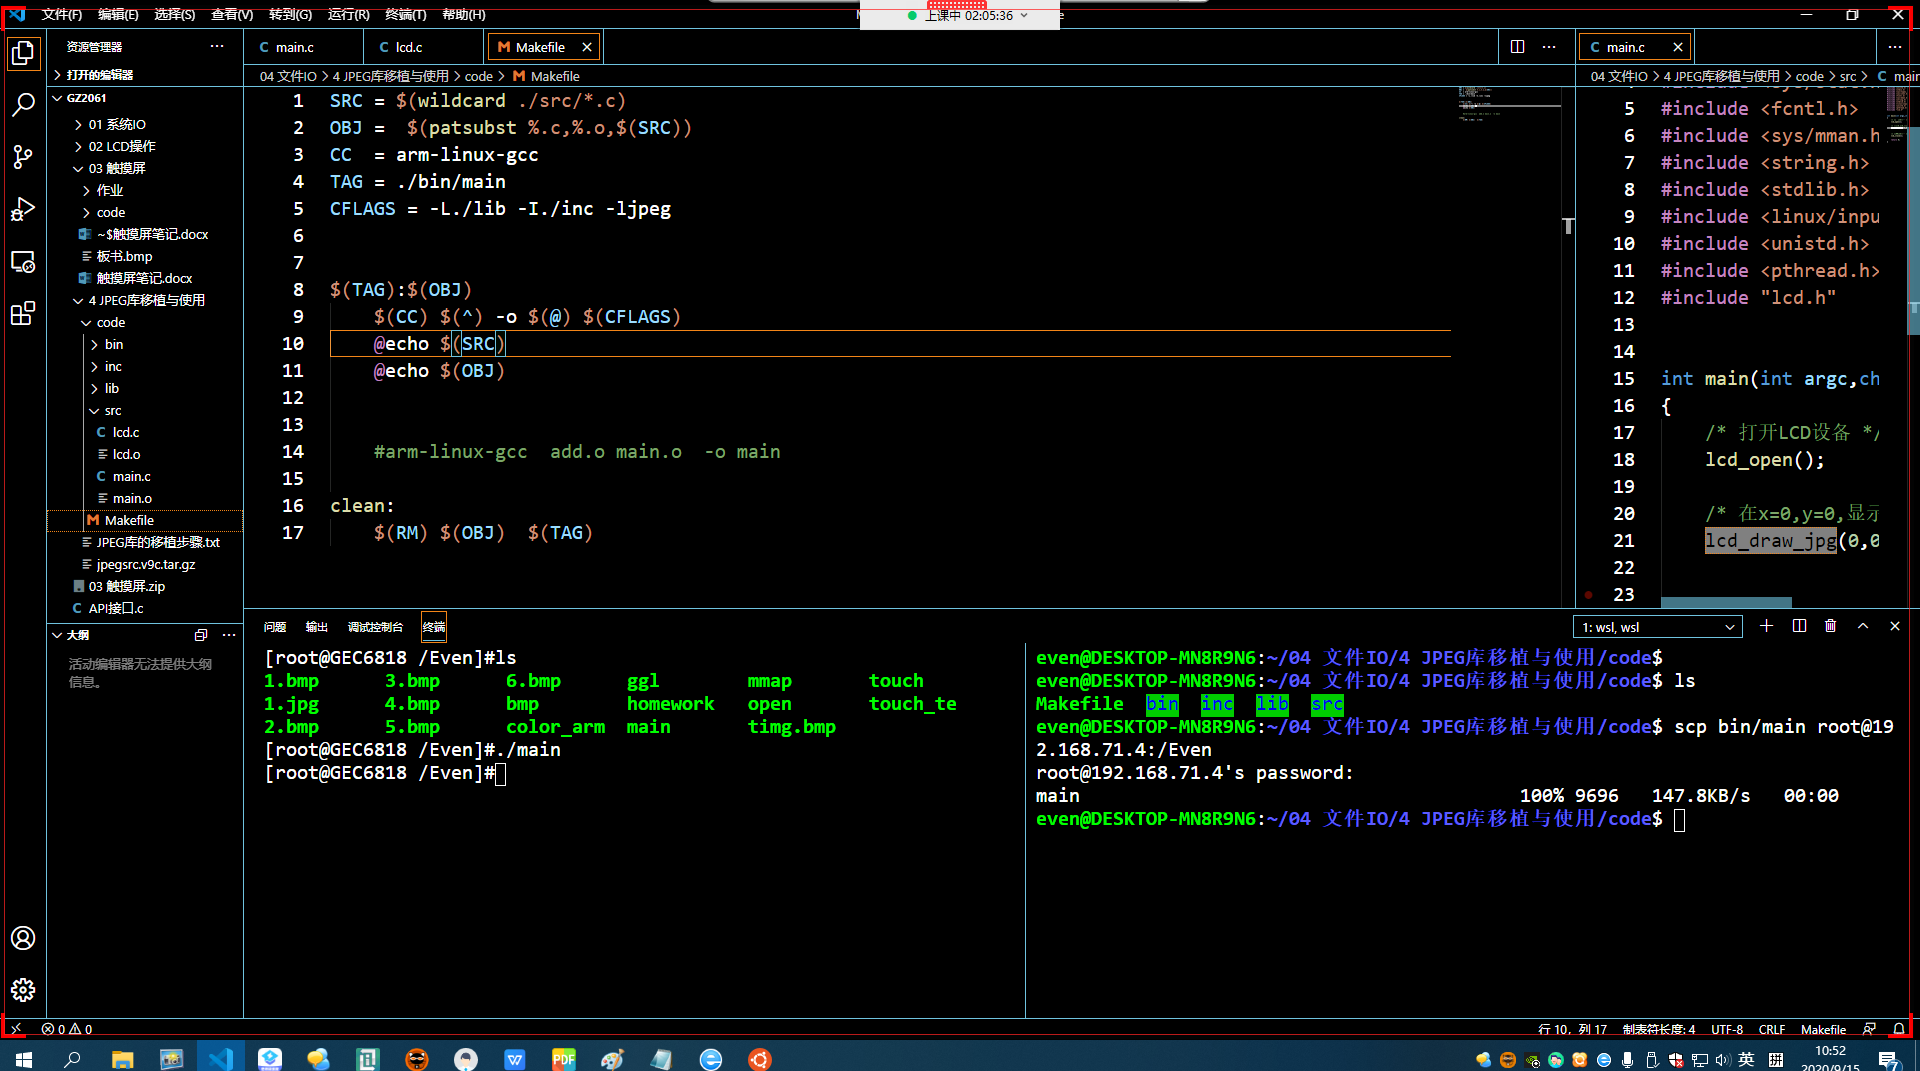 文件(F) 编辑(E) 选择(S) 查看(V) 转到(G) 运行(R) 终端(T) 帮助(H)
上课中 02:05:36
资源管理器
打开的编辑器
GZ2061
01 系统IO
02 LCD操作
03 触摸屏
作业
code
~$触摸屏笔记.docx
板书.bmp
触摸屏笔记.docx
4 JPEG库移植与使用
code
bin
inc
lib
src
lcd.c
lcd.o
main.c
main.o
Makefile
JPEG库的移植步骤.txt
jpegsrc.v9c.tar.gz
03 触摸屏.zip
API接口.c
大纲
活动编辑器无法提供大纲
信息。
main.c lcd.c Makefile
04 文件IO > 4 JPEG库移植与使用 > code > Makefile
1 SRC = $(wildcard ./src/*.c)
2 OBJ =  $(patsubst %.c,%.o,$(SRC))
3 CC  = arm-linux-gcc
4 TAG = ./bin/main
5 CFLAGS = -L./lib -I./inc -ljpeg
6
7
8 $(TAG):$(OBJ)
9     $(CC) $(^) -o $(@) $(CFLAGS)
10     @echo $(SRC)
11     @echo $(OBJ)
12
13
14     #arm-linux-gcc  add.o main.o  -o main
15
16 clean:
17     $(RM) $(OBJ)  $(TAG)
main.c
04 文件IO > 4 JPEG库移植与使用 > code > src > main
5 #include <fcntl.h>
6 #include <sys/mman.h
7 #include <string.h>
8 #include <stdlib.h>
9 #include <linux/inpu
10 #include <unistd.h>
11 #include <pthread.h>
12 #include "lcd.h"
13
14
15 int main(int argc,ch
16 {
17     /* 打开LCD设备 */
18     lcd_open();
19
20     /* 在x=0,y=0,显示
21     lcd_draw_jpg(0,0
22
23
问题 输出 调试控制台 终端
1: wsl, wsl
[root@GEC6818 /Even]#ls
1.bmp 3.bmp 6.bmp ggl mmap touch
1.jpg 4.bmp bmp homework open touch_te
2.bmp 5.bmp color_arm main timg.bmp
[root@GEC6818 /Even]#./main
[root@GEC6818 /Even]#
even@DESKTOP-MN8R9N6:~/04 文件IO/4 JPEG库移植与使用/code$
even@DESKTOP-MN8R9N6:~/04 文件IO/4 JPEG库移植与使用/code$ ls
Makefile bin inc lib src
even@DESKTOP-MN8R9N6:~/04 文件IO/4 JPEG库移植与使用/code$ scp bin/main root@19
2.168.71.4:/Even
root@192.168.71.4's password:
main 100% 9696 147.8KB/s 00:00
even@DESKTOP-MN8R9N6:~/04 文件IO/4 JPEG库移植与使用/code$
0 0
行 10，列 17 制表符长度: 4 UTF-8 CRLF Makefile
英
10:52
2020/9/15
7